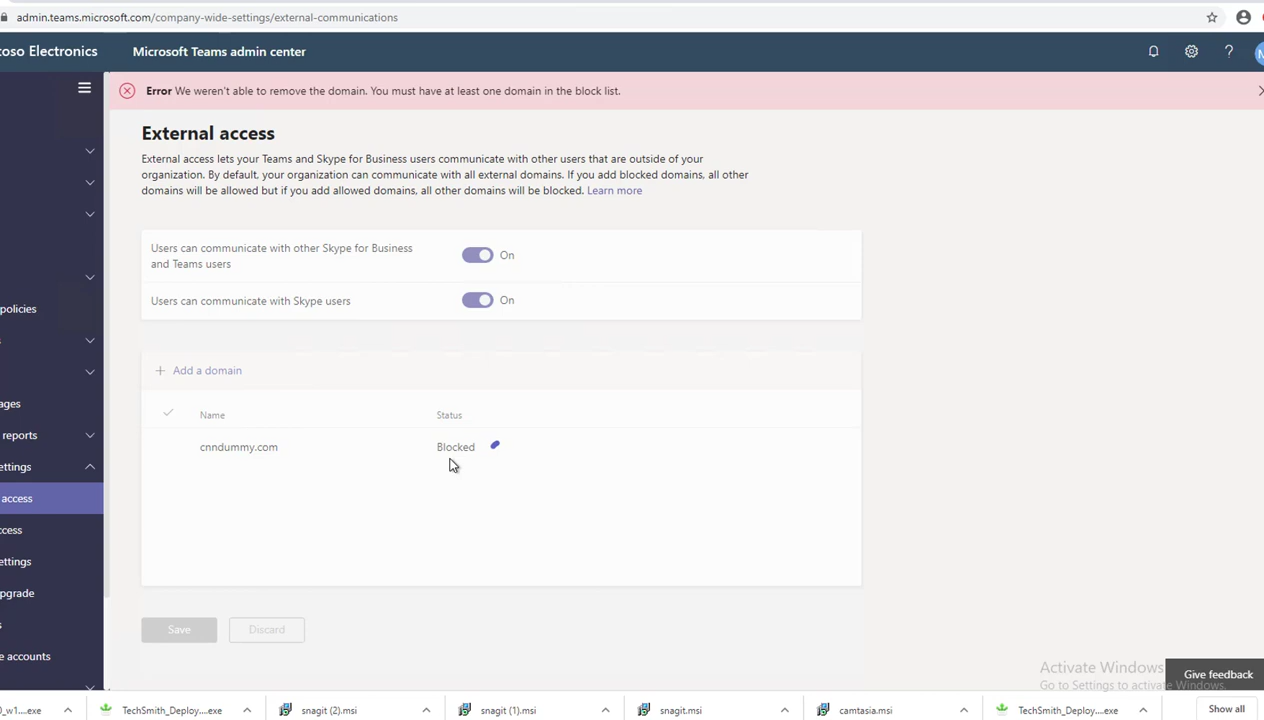 admin.teams.microsoft.com/company-wide-settings/external-communications
oso Electronics
Microsoft Teams admin center
Error We weren't able to remove the domain. You must have at least one domain in the block list.
External access
External access lets your Teams and Skype for Business users communicate with other users that are outside of your
organization. By default, your organization can communicate with all external domains. If you add blocked domains, all other
domains will be allowed but if you add allowed domains, all other domains will be blocked. Learn more
Users can communicate with other Skype for Business
and Teams users
On
Users can communicate with Skype users
On
Add a domain
Name
Status
cnndummy.com
Blocked
Save
Discard
policies
s
ages
reports
ettings
access
ccess
ettings
pgrade
s
e accounts
Activate Windows
Go to Settings to activate Windows.
Give feedback
0_w1....exe
TechSmith_Deploy....exe
snagit (2).msi
snagit (1).msi
snagit.msi
camtasia.msi
TechSmith_Deploy....exe
Show all